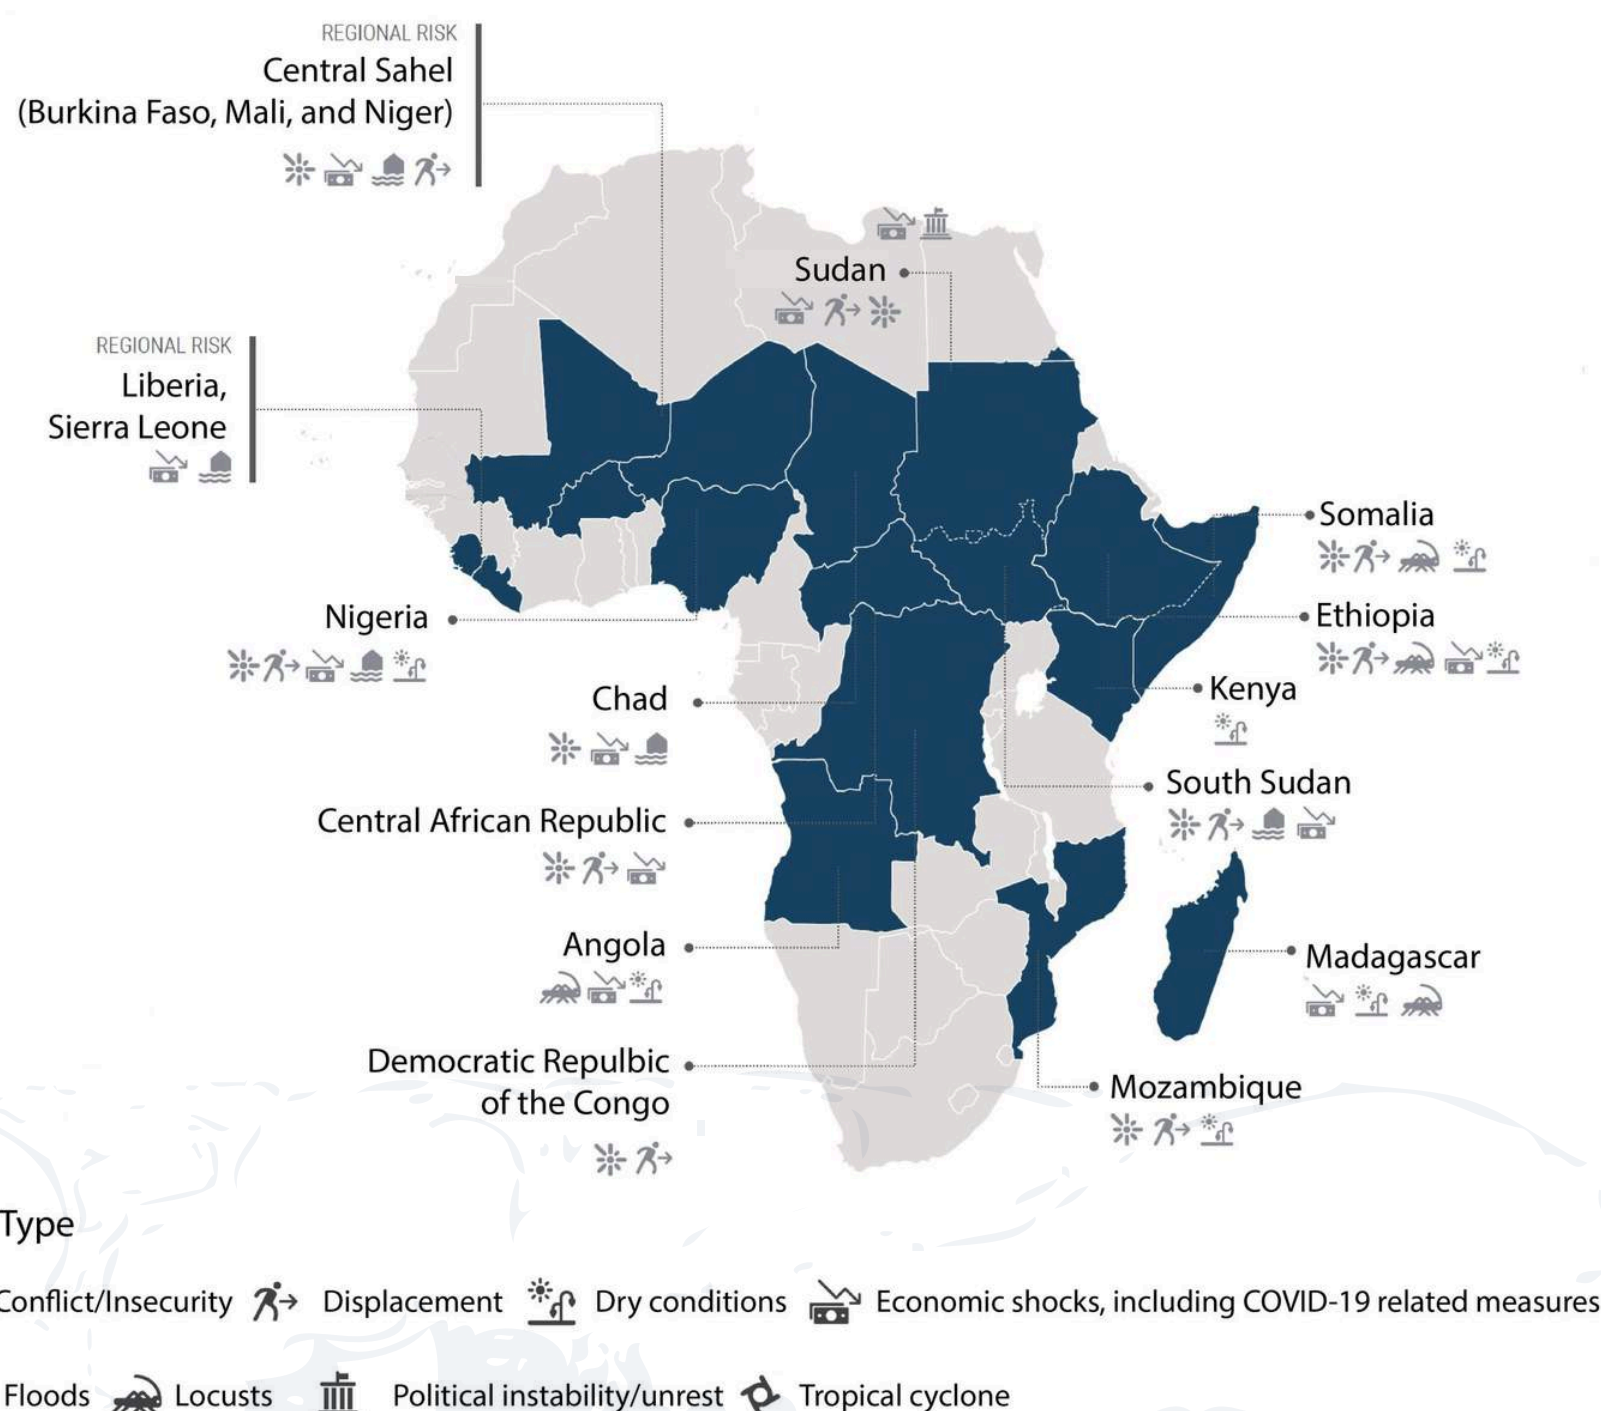 REGIONAL RISK
Central Sahel
(Burkina Faso, Mali, and Niger)
Sudan
REGIONAL RISK
Liberia,
Sierra Leone
Somalia
Nigeria
Ethiopia
Chad
Kenya
South Sudan
Central African Republic
Angola
Madagascar
Democratic Repulbic
of the Congo
Mozambique
Type
Conflict/Insecurity Displacement Dry conditions Economic shocks, including COVID-19 related measures
Floods Locusts Political instability/unrest Tropical cyclone